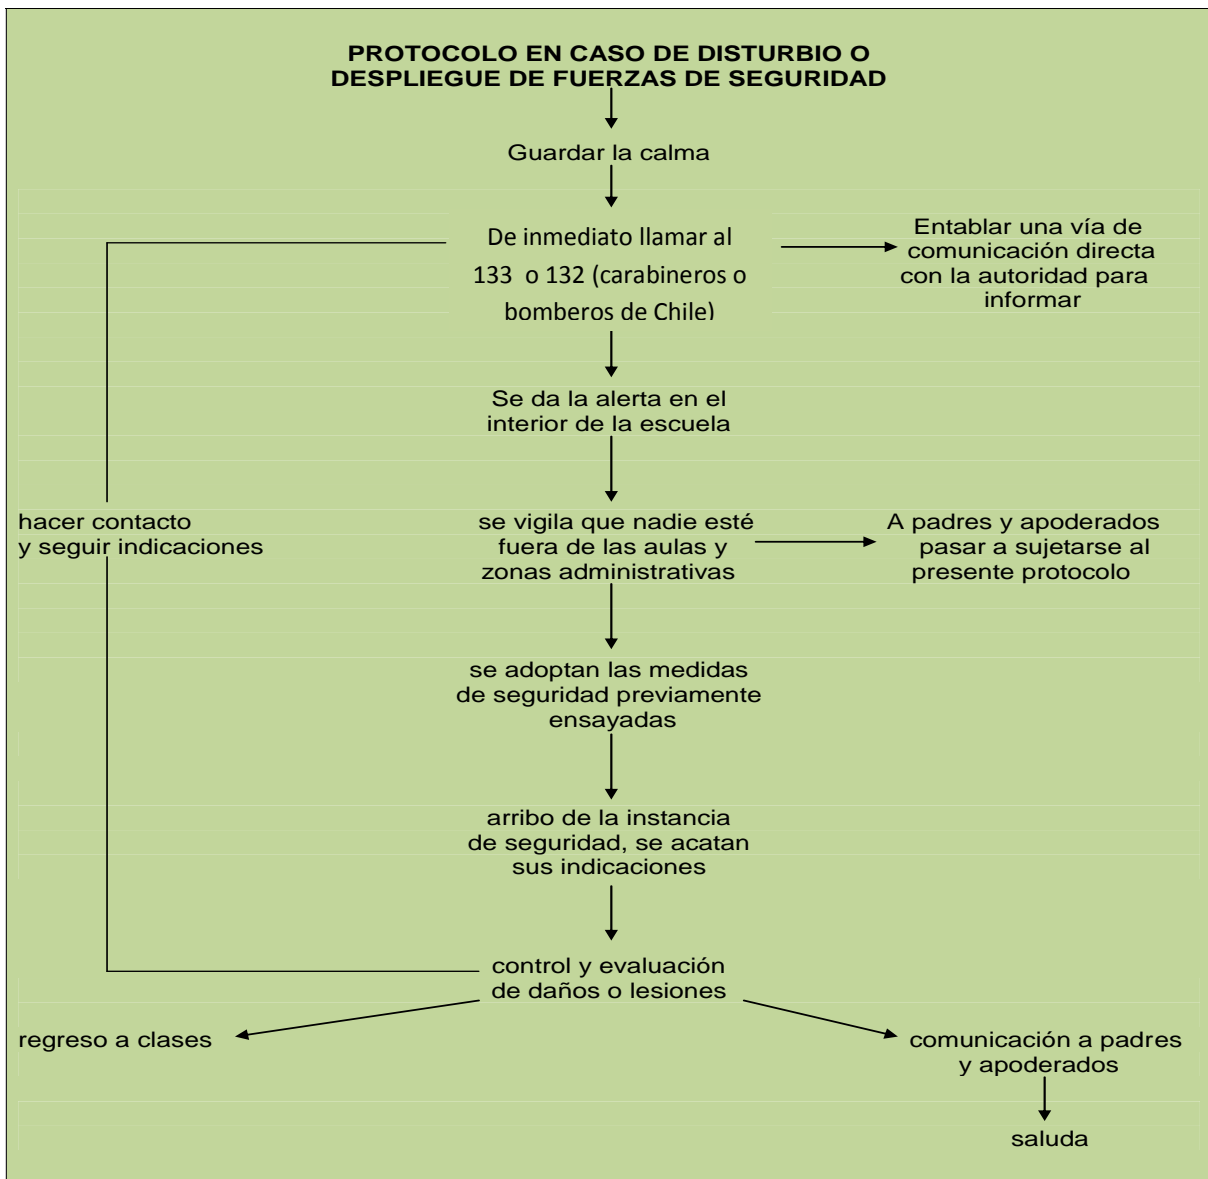 PROTOCOLO EN CASO DE DISTURBIO O
DESPLIEGUE DE FUERZAS DE SEGURIDAD
Guardar la calma
De inmediato llamar al
133 o 132 (carabineros o
bomberos de Chile)
Entablar una vía de
comunicación directa
con la autoridad para
informar
Se da la alerta en el
interior de la escuela
hacer contacto
y seguir indicaciones
se vigila que nadie esté
fuera de las aulas y
zonas administrativas
A padres y apoderados
pasar a sujetarse al
presente protocolo
se adoptan las medidas
de seguridad previamente
ensayadas
arribo de la instancia
de seguridad, se acatan
sus indicaciones
control y evaluación
de daños o lesiones
regreso a clases
comunicación a padres
y apoderados
saluda